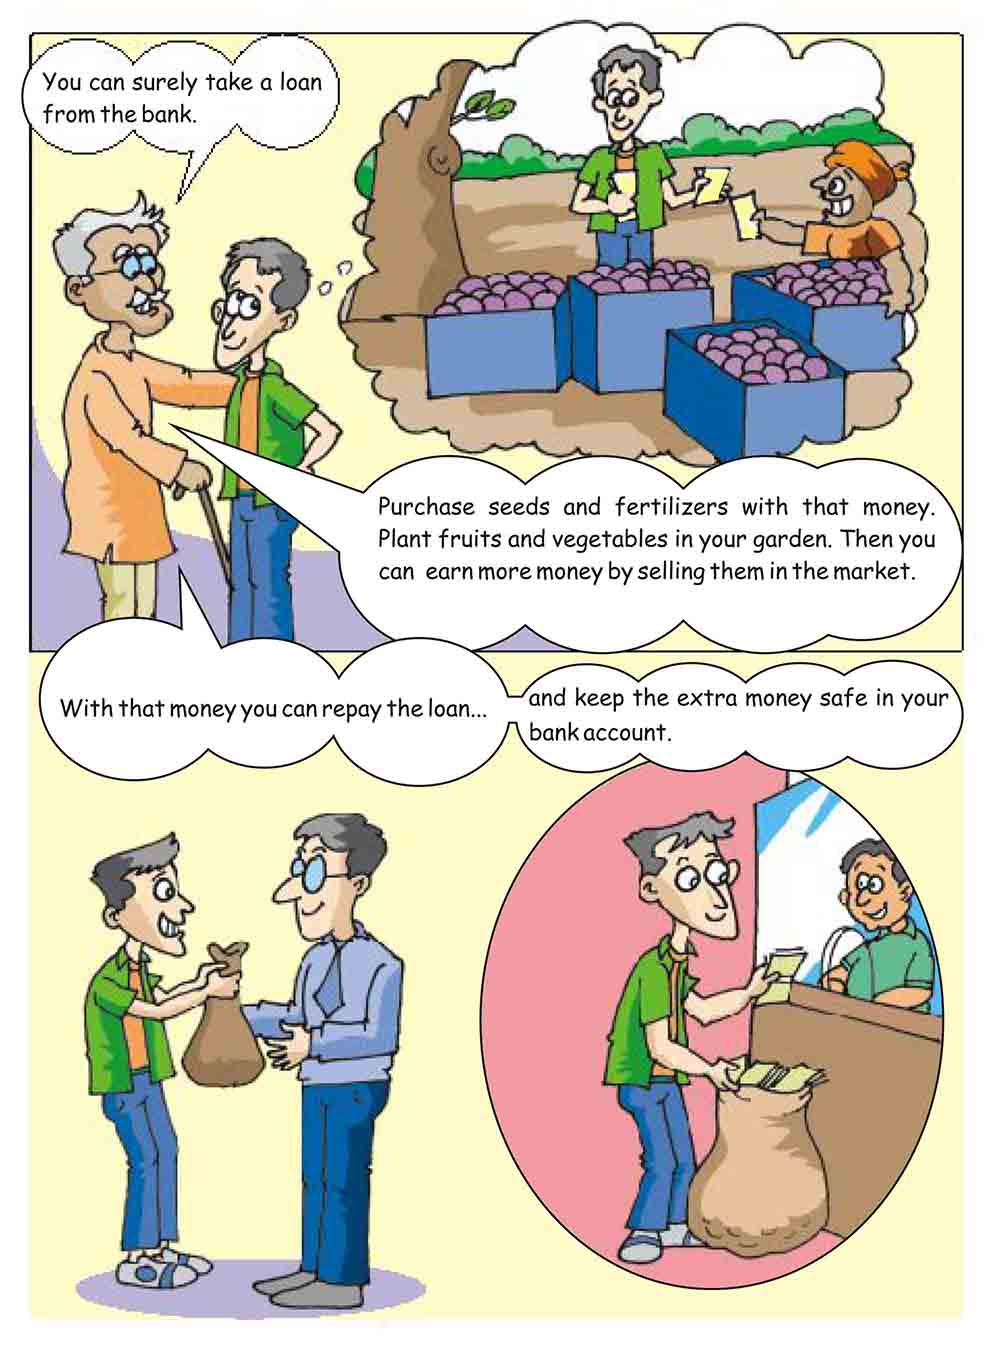 You can surely take a loan
from the bank.
Purchase seeds and fertilizers with that money.
Plant fruits and vegetables in your garden. Then you
can earn more money by selling them in the market.
With that money you can repay the loan...
and keep the extra money safe in your
bank account.